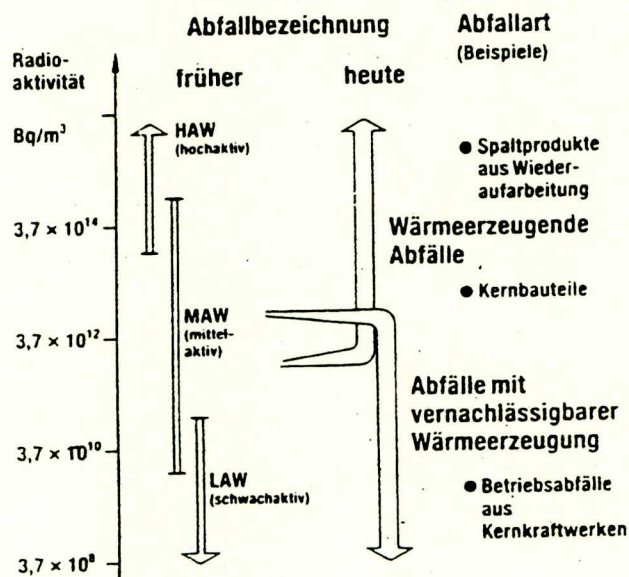 Abfallbezeichnung
Abfallart
(Beispiele)
Radio-
aktivität
früher
heute
Bq/m³
HAW
(hochaktiv)
● Spaltprodukte
aus Wieder-
aufarbeitung
3,7 × 10¹⁴
Wärmeerzeugende
Abfälle
● Kernbauteile
MAW
(mittel-
aktiv)
3,7 × 10¹²
Abfälle mit
vernachlässigbarer
Wärmeerzeugung
3,7 × 10¹⁰
LAW
(schwachaktiv)
● Betriebsabfälle
aus
Kernkraftwerken
3,7 × 10⁸